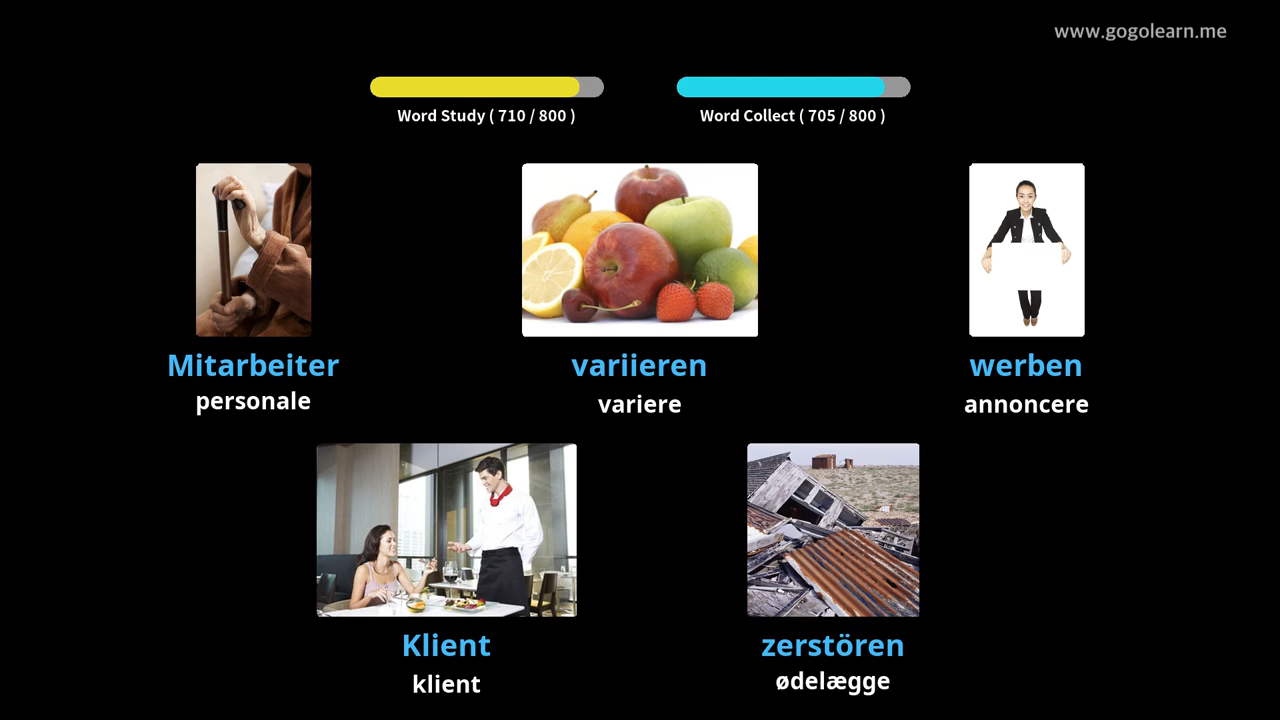 www.gogolearn.me
Word Study ( 710 / 800 )
Word Collect ( 705 / 800 )
Mitarbeiter
personale
variieren
variere
werben
annoncere
Klient
klient
zerstören
ødelægge